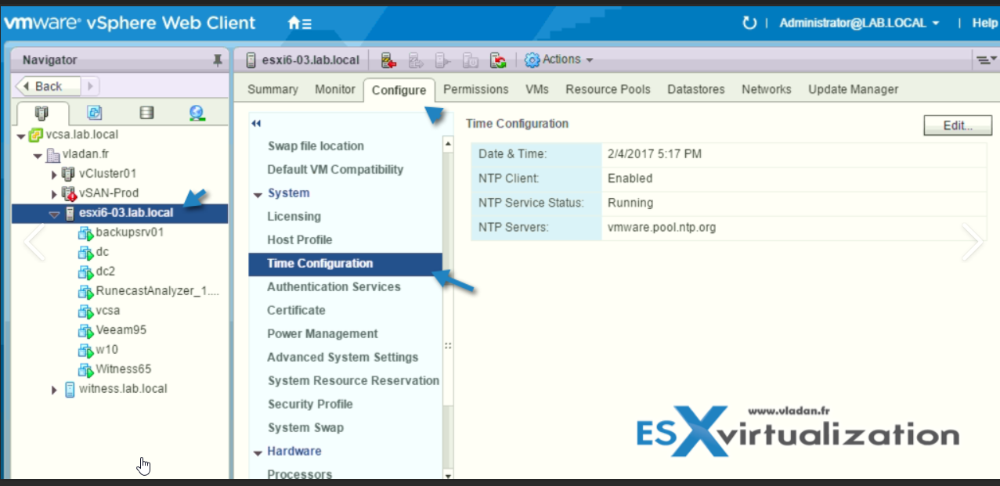 vmware® vSphere Web Client
Administrator@LAB.LOCAL
Help
Navigator
Back
vcsa.lab.local
vladan.fr
vCluster01
vSAN-Prod
esxi6-03.lab.local
backupsrv01
dc
dc2
RunecastAnalyzer_1....
vcsa
Veeam95
w10
Witness65
witness.lab.local
esxi6-03.lab.local
Actions
Summary Monitor Configure Permissions VMs Resource Pools Datastores Networks Update Manager
Swap file location
Default VM Compatibility
System
Licensing
Host Profile
Time Configuration
Authentication Services
Certificate
Power Management
Advanced System Settings
System Resource Reservation
Security Profile
System Swap
Hardware
Processors
Time Configuration
Edit...
Date & Time: 2/4/2017 5:17 PM
NTP Client: Enabled
NTP Service Status: Running
NTP Servers: vmware.pool.ntp.org
www.vladan.fr
ESXvirtualization